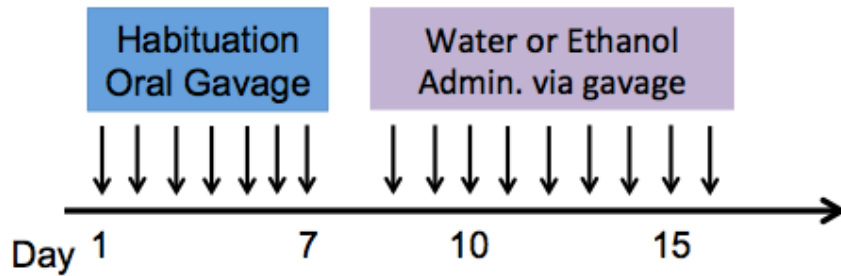 Habituation
Oral Gavage
Water or Ethanol
Admin. via gavage
Day 1 7 10 15